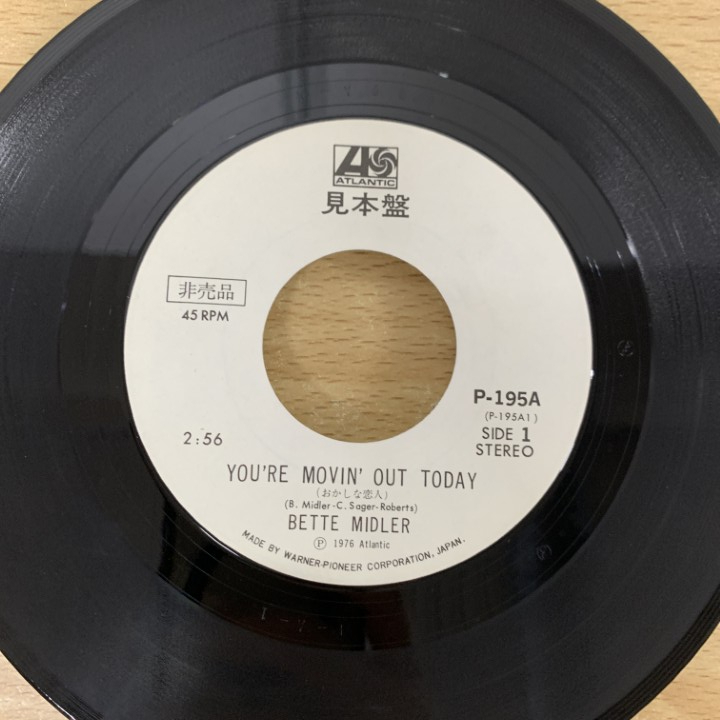 ATLANTIC
見本盤
非売品
45 RPM
P-195A
(P-195A1)
2:56
SIDE 1
STEREO
YOU'RE MOVIN' OUT TODAY
(おかしな恋人)
(B. Midler-C. Sager-Roberts)
BETTE MIDLER
Ⓟ 1976 Atlantic
MADE BY WARNER-PIONEER CORPORATION, JAPAN.